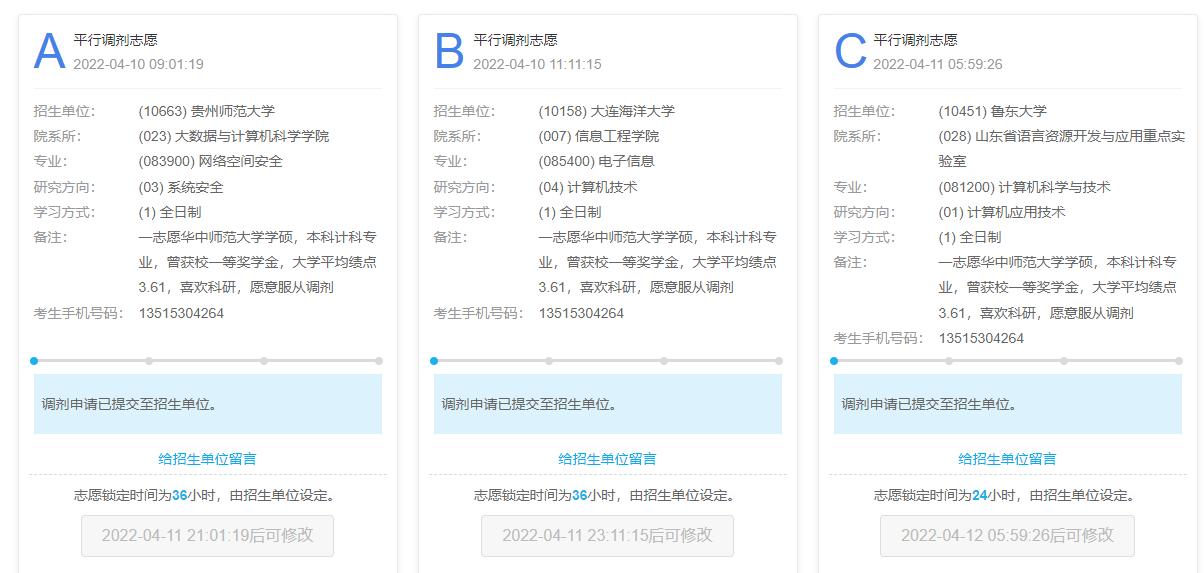 A 平行调剂志愿
2022-04-10 09:01:19
招生单位： (10663) 贵州师范大学
院系所： (023) 大数据与计算机科学学院
专业： (083900) 网络空间安全
研究方向： (03) 系统安全
学习方式： (1) 全日制
备注： 一志愿华中师范大学学硕，本科计科专
业，曾获校一等奖学金，大学平均绩点
3.61，喜欢科研，愿意服从调剂
考生手机号码： 13515304264
调剂申请已提交至招生单位。
给招生单位留言
志愿锁定时间为36小时，由招生单位设定。
2022-04-11 21:01:19后可修改
B 平行调剂志愿
2022-04-10 11:11:15
招生单位： (10158) 大连海洋大学
院系所： (007) 信息工程学院
专业： (085400) 电子信息
研究方向： (04) 计算机技术
学习方式： (1) 全日制
备注： 一志愿华中师范大学学硕，本科计科专
业，曾获校一等奖学金，大学平均绩点
3.61，喜欢科研，愿意服从调剂
考生手机号码： 13515304264
调剂申请已提交至招生单位。
给招生单位留言
志愿锁定时间为36小时，由招生单位设定。
2022-04-11 23:11:15后可修改
C 平行调剂志愿
2022-04-11 05:59:26
招生单位： (10451) 鲁东大学
院系所： (028) 山东省语言资源开发与应用重点实
验室
专业： (081200) 计算机科学与技术
研究方向： (01) 计算机应用技术
学习方式： (1) 全日制
备注： 一志愿华中师范大学学硕，本科计科专
业，曾获校一等奖学金，大学平均绩点
3.61，喜欢科研，愿意服从调剂
考生手机号码： 13515304264
调剂申请已提交至招生单位。
给招生单位留言
志愿锁定时间为24小时，由招生单位设定。
2022-04-12 05:59:26后可修改